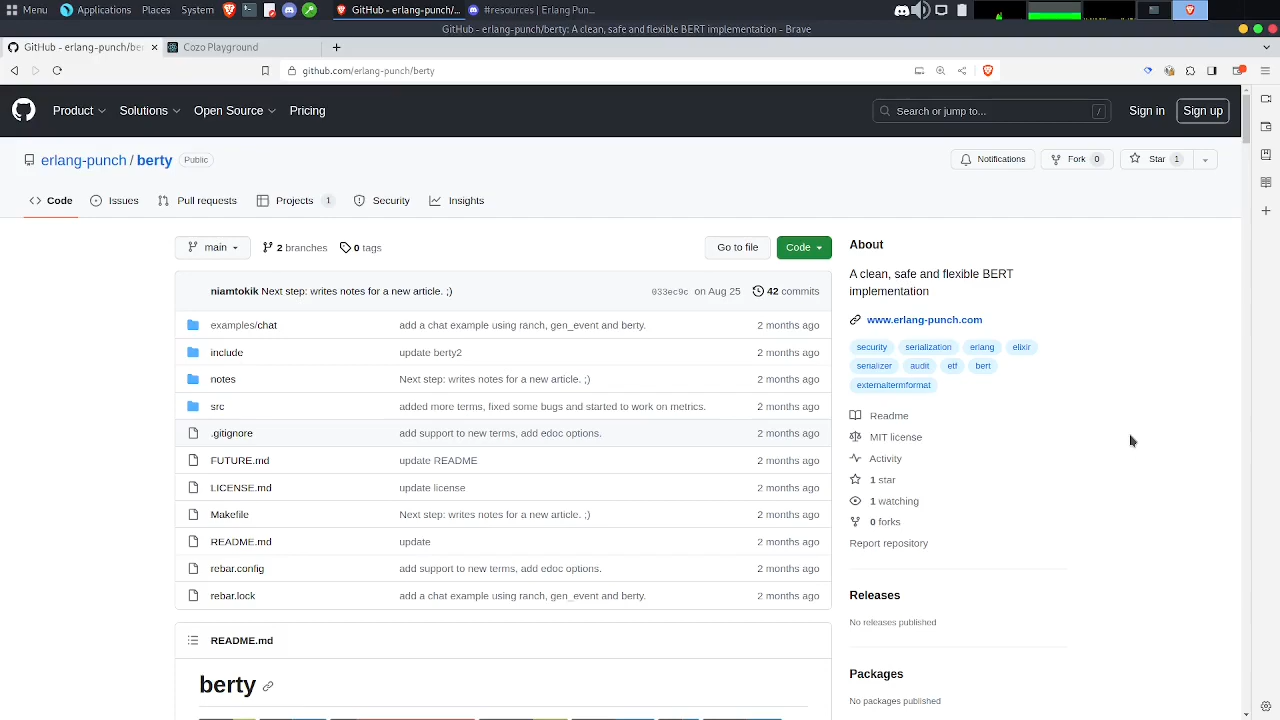 Menu Applications Places System GitHub - erlang-punch/... #resources | Erlang Pun...
GitHub - erlang-punch/berty: A clean, safe and flexible BERT implementation - Brave
GitHub - erlang-punch/be Cozo Playground
github.com/erlang-punch/berty
Product Solutions Open Source Pricing Search or jump to... / Sign in Sign up
erlang-punch / berty Public Notifications Fork 0 Star 1
Code Issues Pull requests Projects 1 Security Insights
main 2 branches 0 tags Go to file Code
niamtokik Next step: writes notes for a new article. ;) 033ec9c on Aug 25 42 commits
examples/chat add a chat example using ranch, gen_event and berty. 2 months ago
include update berty2 2 months ago
notes Next step: writes notes for a new article. ;) 2 months ago
src added more terms, fixed some bugs and started to work on metrics. 2 months ago
.gitignore add support to new terms, add edoc options. 2 months ago
FUTURE.md update README 2 months ago
LICENSE.md update license 2 months ago
Makefile Next step: writes notes for a new article. ;) 2 months ago
README.md update 2 months ago
rebar.config add support to new terms, add edoc options. 2 months ago
rebar.lock add a chat example using ranch, gen_event and berty. 2 months ago
README.md
berty
About
A clean, safe and flexible BERT
implementation
www.erlang-punch.com
security serialization erlang elixir
serializer audit etf bert
externaltermformat
Readme
MIT license
Activity
1 star
1 watching
0 forks
Report repository
Releases
No releases published
Packages
No packages published